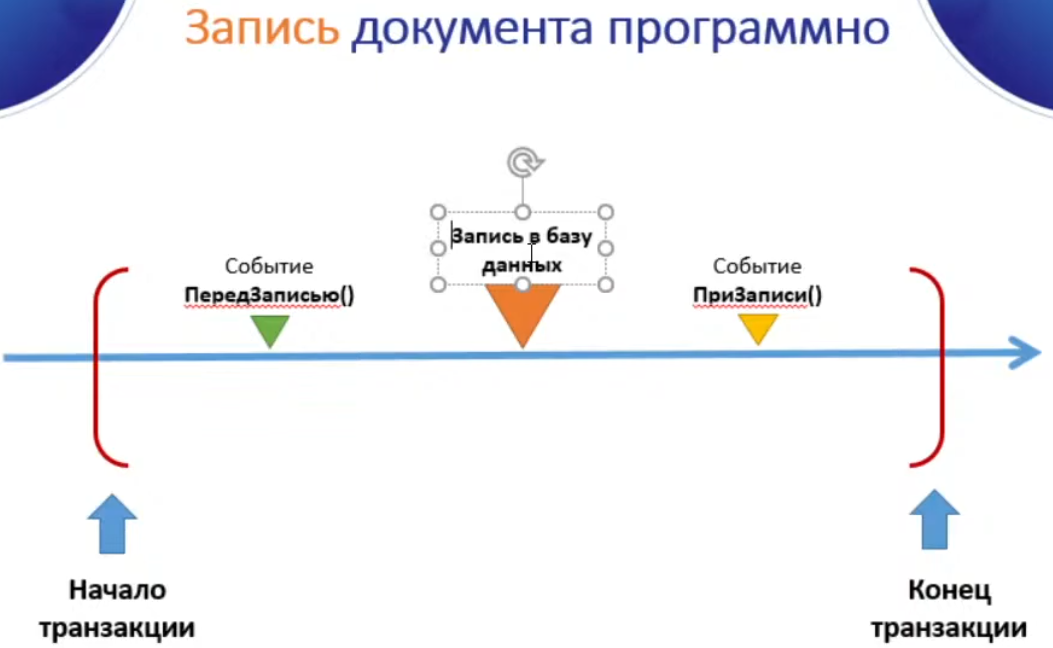 Запись документа программно
Запись в базу
данных
Событие
ПередЗаписью()
Событие
ПриЗаписи()
Начало
транзакции
Конец
транзакции